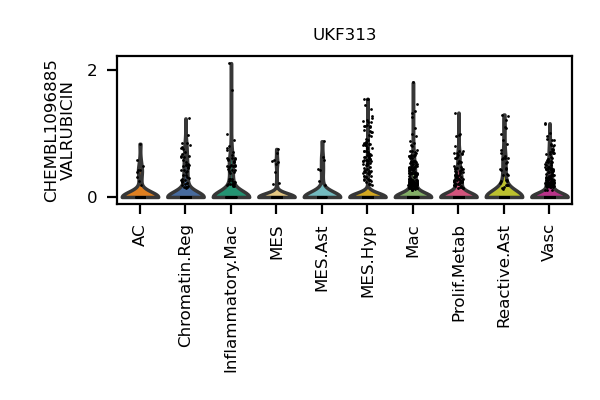 UKF313
CHEMBL1096885
VALRUBICIN
2
0
AC
Chromatin.Reg
Inflammatory.Mac
MES
MES.Ast
MES.Hyp
Mac
Prolif.Metab
Reactive.Ast
Vasc